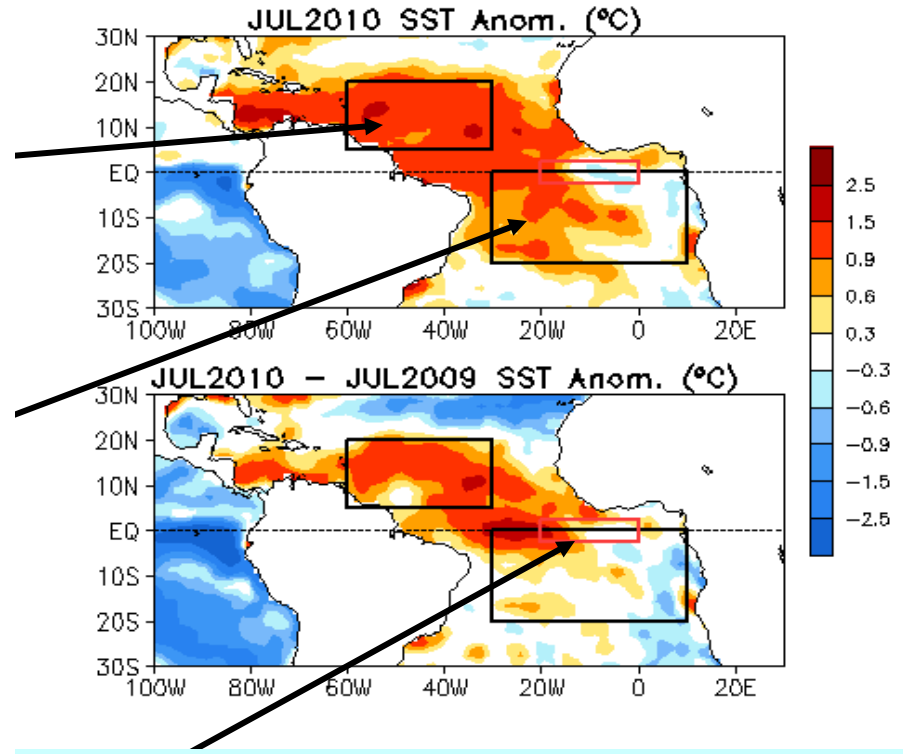 JUL2010 SST Anom. (ºC)
30N
20N
10N
EQ
10S
20S
30S
100W 80W 60W 40W 20W 0 20E
2.5
1.5
0.9
0.6
0.3
−0.3
−0.6
−0.9
−1.5
−2.5
JUL2010 − JUL2009 SST Anom. (ºC)
30N
20N
10N
EQ
10S
20S
30S
100W 80W 60W 40W 20W 0 20E